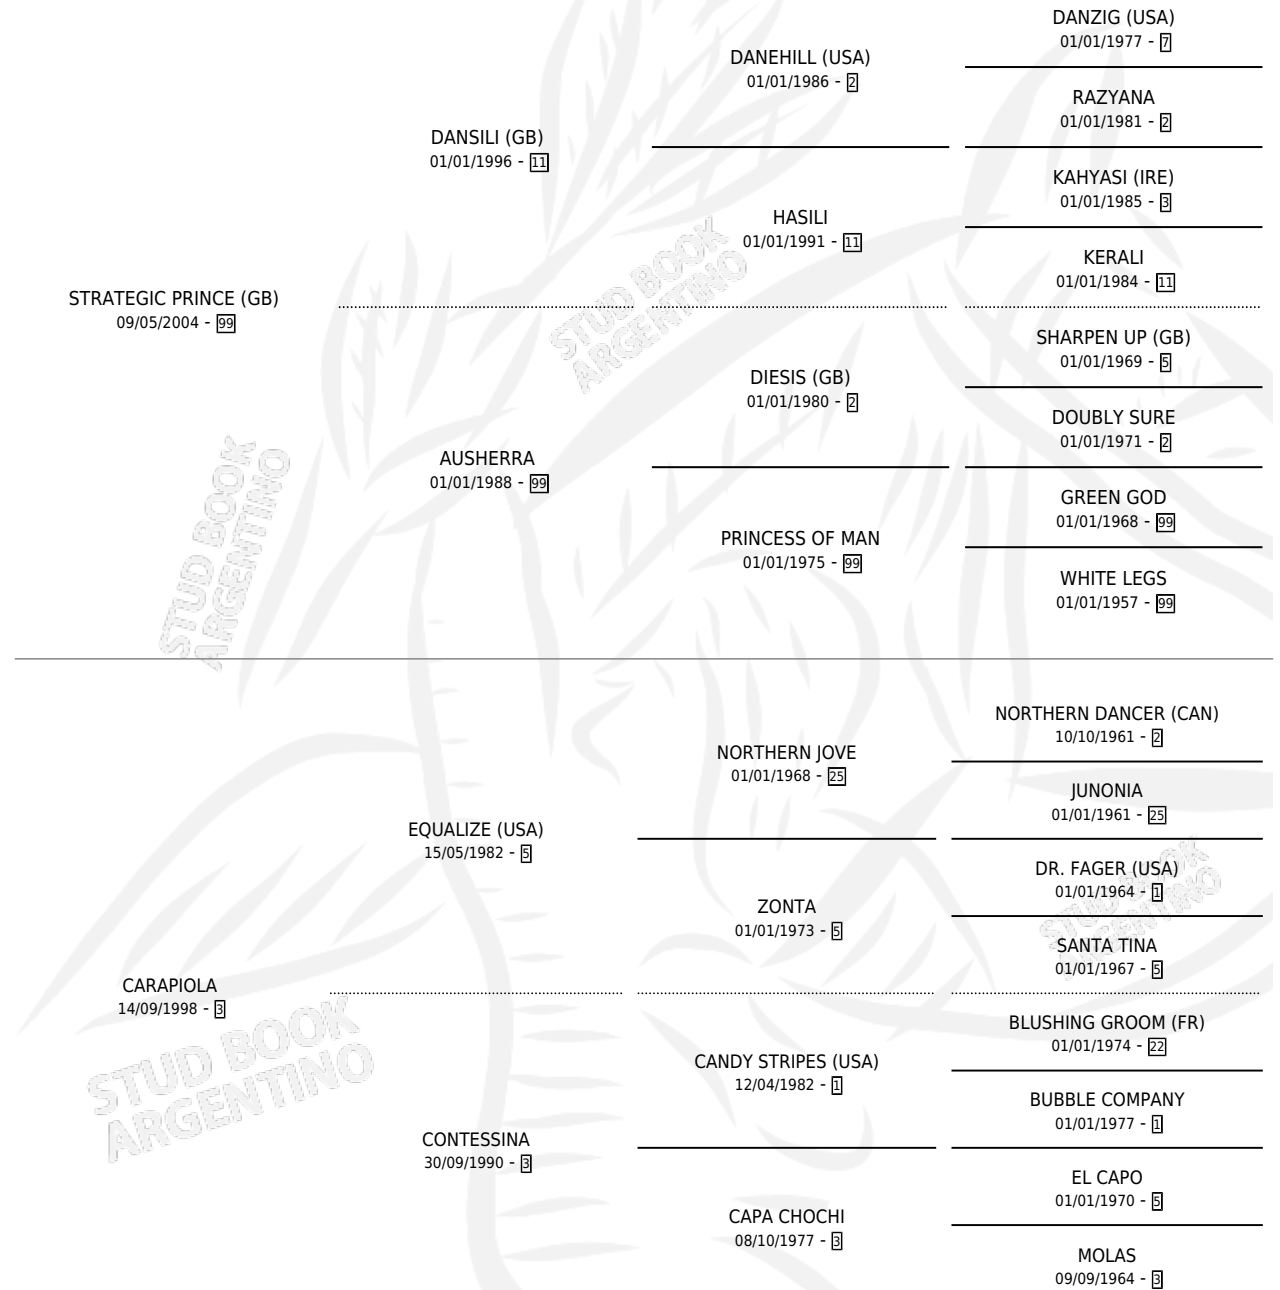 DANZIG (USA)
01/01/1977 - 7
DANEHILL (USA)
01/01/1986 - 2
RAZYANA
01/01/1981 - 2
DANSILI (GB)
01/01/1996 - 11
KAHYASI (IRE)
01/01/1985 - 3
HASILI
01/01/1991 - 11
KERALI
01/01/1984 - 11
STRATEGIC PRINCE (GB)
09/05/2004 - 99
SHARPEN UP (GB)
01/01/1969 - 5
DIESIS (GB)
01/01/1980 - 2
DOUBLY SURE
01/01/1971 - 2
AUSHERRA
01/01/1988 - 99
GREEN GOD
01/01/1968 - 99
PRINCESS OF MAN
01/01/1975 - 99
WHITE LEGS
01/01/1957 - 99
NORTHERN DANCER (CAN)
10/10/1961 - 2
NORTHERN JOVE
01/01/1968 - 25
JUNONIA
01/01/1961 - 25
EQUALIZE (USA)
15/05/1982 - 5
DR. FAGER (USA)
01/01/1964 - 1
ZONTA
01/01/1973 - 5
SANTA TINA
01/01/1967 - 5
CARAPIOLA
14/09/1998 - 3
BLUSHING GROOM (FR)
01/01/1974 - 22
CANDY STRIPES (USA)
12/04/1982 - 1
BUBBLE COMPANY
01/01/1977 - 1
CONTESSINA
30/09/1990 - 3
EL CAPO
01/01/1970 - 5
CAPA CHOCHI
08/10/1977 - 3
MOLAS
09/09/1964 - 3
STUD BOOK
ARGENTINO
STUD BOOK
ARGENTINO
STUD BOOK
ARGENTINO
STUD BOOK
ARGENTINO